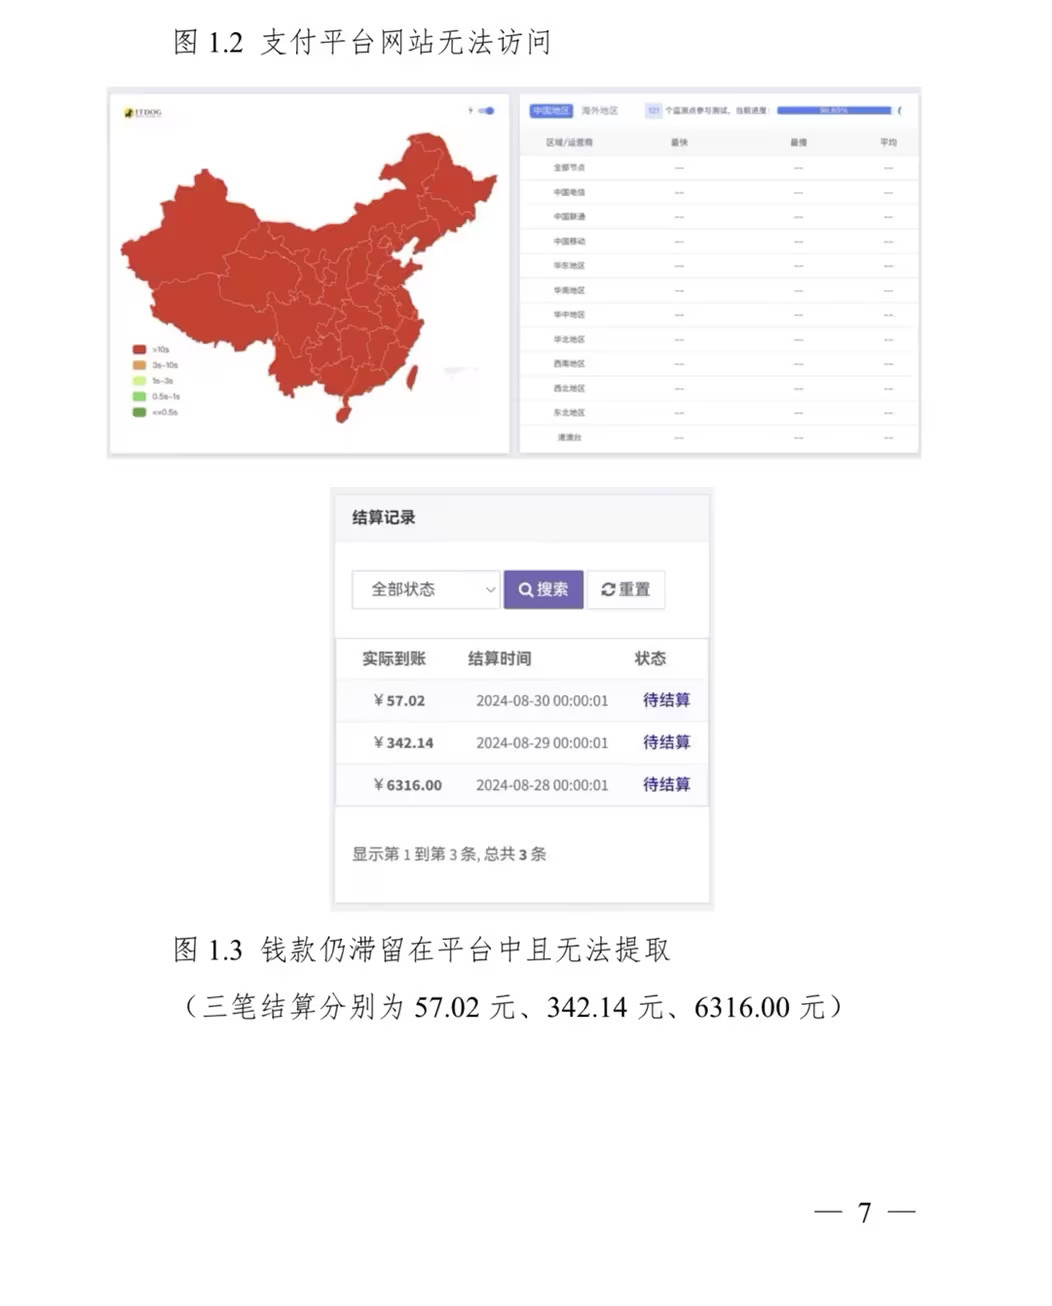 图 1.2 支付平台网站无法访问
ITDOG
>10s
3s-10s
1s-3s
0.5s-1s
<=0.5s
中国地区 海外地区 个监测点参与测试，当前进度：
区域/运营商 最快 最慢 平均
全部节点 -- -- --
中国电信 -- -- --
中国联通 -- -- --
中国移动 -- -- --
华东地区 -- -- --
华南地区 -- -- --
华中地区 -- -- --
华北地区 -- -- --
西南地区 -- -- --
西北地区 -- -- --
东北地区 -- -- --
港澳台 -- -- --
结算记录
全部状态 搜索 重置
实际到账 结算时间 状态
￥57.02 2024-08-30 00:00:01 待结算
￥342.14 2024-08-29 00:00:01 待结算
￥6316.00 2024-08-28 00:00:01 待结算
显示第 1 到第 3 条, 总共 3 条
图 1.3 钱款仍滞留在平台中且无法提取
（三笔结算分别为 57.02 元、342.14 元、6316.00 元）
— 7 —